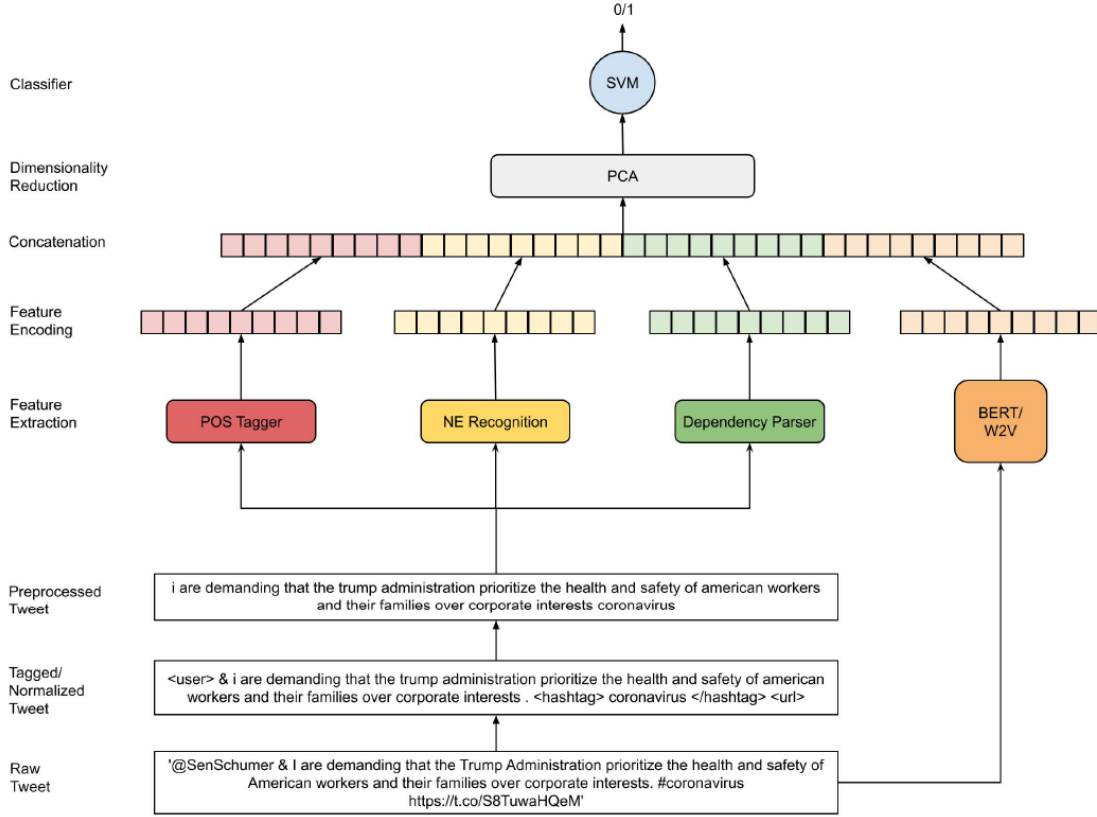 0/1
Classifier
SVM
Dimensionality
Reduction
PCA
Concatenation
Feature
Encoding
Feature
Extraction
POS Tagger
NE Recognition
Dependency Parser
BERT/
W2V
Preprocessed
Tweet
i are demanding that the trump administration prioritize the health and safety of american workers
and their families over corporate interests coronavirus
Tagged/
Normalized
Tweet
<user> & i are demanding that the trump administration prioritize the health and safety of american
workers and their families over corporate interests . <hashtag> coronavirus </hashtag> <url>
Raw
Tweet
'@SenSchumer & I are demanding that the Trump Administration prioritize the health and safety of
American workers and their families over corporate interests. #coronavirus
https://t.co/S8TuwaHQeM'